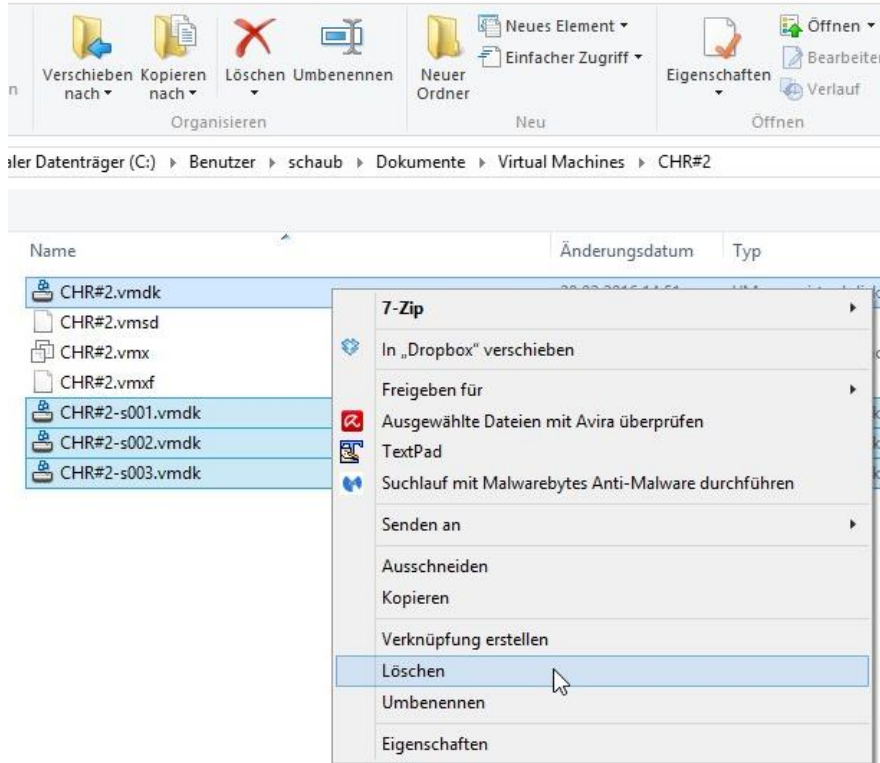 Verschieben nach
Kopieren nach
Löschen
Umbenennen
Neuer Ordner
Neues Element
Einfacher Zugriff
Eigenschaften
Öffnen
Verlauf
Organisieren
Neu
Öffnen
(C:) Benutzer schaub Dokumente Virtual Machines CHR#2
Name Änderungsdatum Typ
CHR#2.vmdk
CHR#2.vmsd
CHR#2.vmx
CHR#2.vmxf
CHR#2-s001.vmdk
CHR#2-s002.vmdk
CHR#2-s003.vmdk
7-Zip
In „Dropbox“ verschieben
Freigeben für
Ausgewählte Dateien mit Avira überprüfen
TextPad
Suchlauf mit Malwarebytes Anti-Malware durchführen
Senden an
Ausschneiden
Kopieren
Verknüpfung erstellen
Löschen
Umbenennen
Eigenschaften